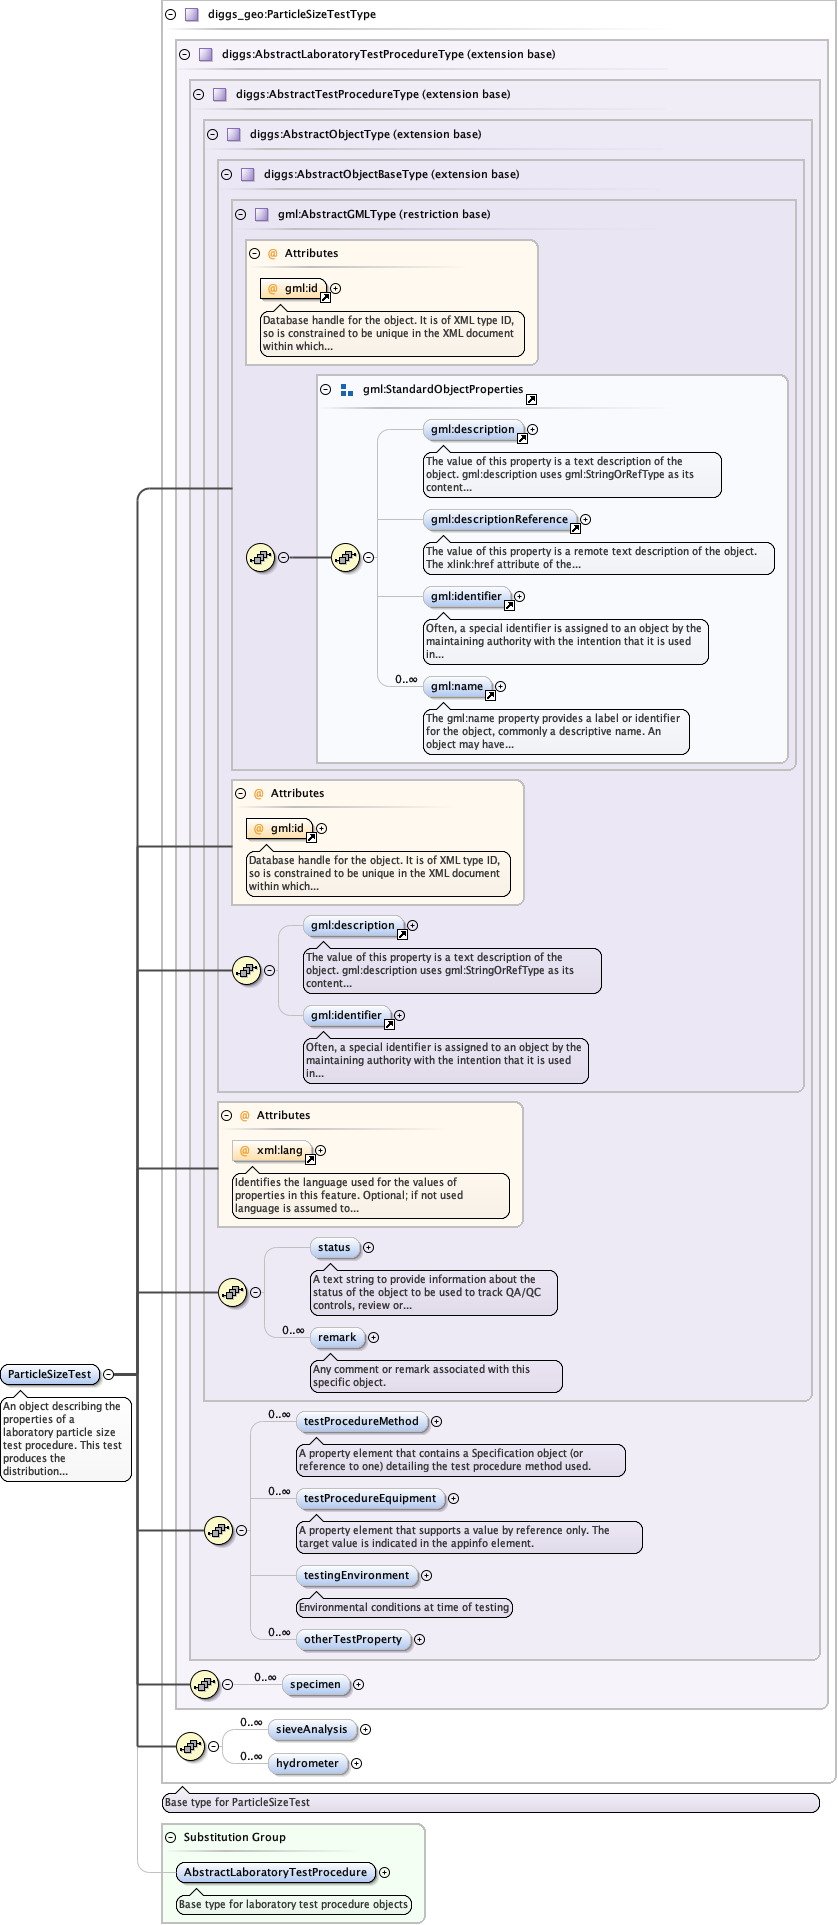 diggs_geo:ParticleSizeTestType
diggs:AbstractLaboratoryTestProcedureType (extension base)
diggs:AbstractTestProcedureType (extension base)
diggs:AbstractObjectType (extension base)
diggs:AbstractObjectBaseType (extension base)
gml:AbstractGMLType (restriction base)
@ Attributes
@ gml:id
Database handle for the object. It is of XML type ID,
so is constrained to be unique in the XML document
within which...
gml:StandardObjectProperties
gml:description
The value of this property is a text description of the
object. gml:description uses gml:StringOrRefType as its
content...
gml:descriptionReference
The value of this property is a remote text description of the object.
The xlink:href attribute of the...
gml:identifier
Often, a special identifier is assigned to an object by the
maintaining authority with the intention that it is used
in...
0..∞
gml:name
The gml:name property provides a label or identifier
for the object, commonly a descriptive name. An
object may have...
@ Attributes
@ gml:id
Database handle for the object. It is of XML type ID,
so is constrained to be unique in the XML document
within which...
gml:description
The value of this property is a text description of the
object. gml:description uses gml:StringOrRefType as its
content...
gml:identifier
Often, a special identifier is assigned to an object by the
maintaining authority with the intention that it is used
in...
@ Attributes
@ xml:lang
Identifies the language used for the values of
properties in this feature. Optional; if not used
language is assumed to...
status
A text string to provide information about the
status of the object to be used to track QA/QC
controls, review or...
0..∞
remark
Any comment or remark associated with this
specific object.
ParticleSizeTest
An object describing the
properties of a
laboratory particle size
test procedure. This test
produces the
distribution...
0..∞
testProcedureMethod
A property element that contains a Specification object (or
reference to one) detailing the test procedure method used.
0..∞
testProcedureEquipment
A property element that supports a value by reference only. The
target value is indicated in the appinfo element.
testingEnvironment
Environmental conditions at time of testing
0..∞
otherTestProperty
0..∞
specimen
0..∞
sieveAnalysis
0..∞
hydrometer
Base type for ParticleSizeTest
Substitution Group
AbstractLaboratoryTestProcedure
Base type for laboratory test procedure objects